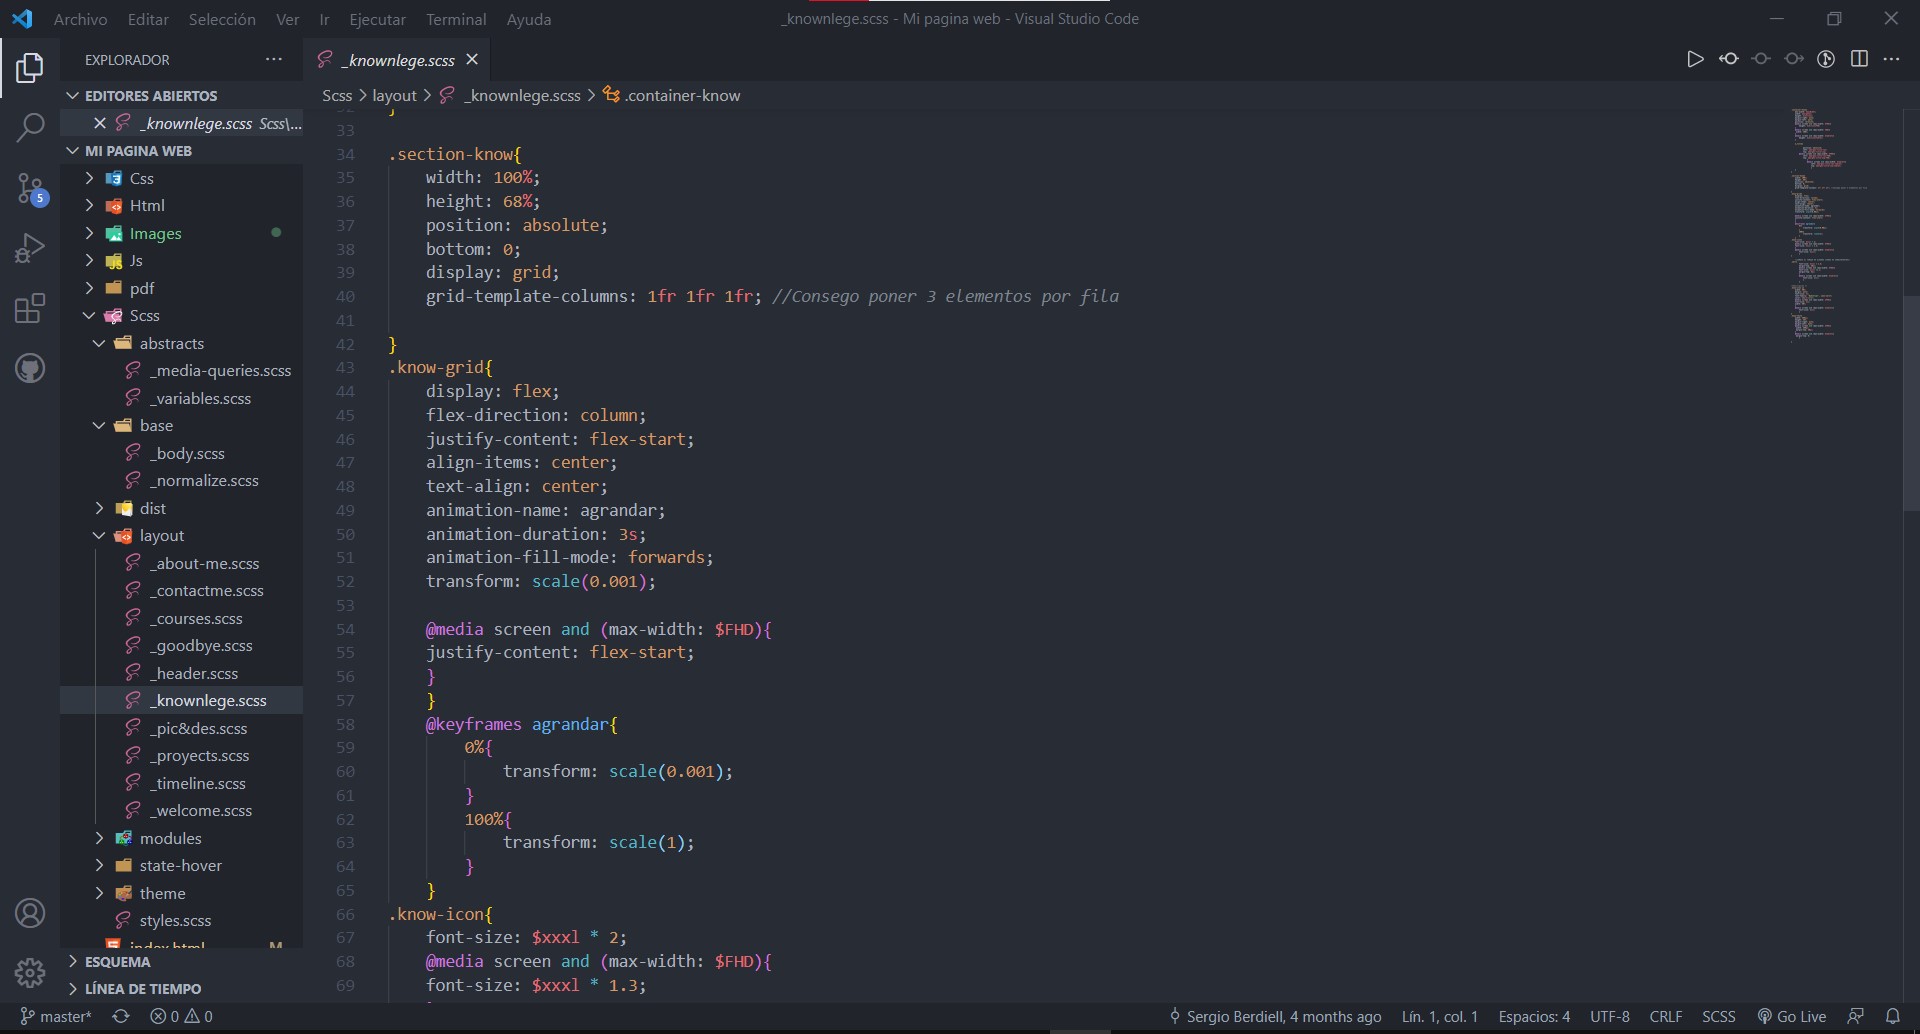 Archivo Editar Selección Ver Ir Ejecutar Terminal Ayuda
_knownlege.scss - Mi pagina web - Visual Studio Code
EXPLORADOR
_knownlege.scss
EDITORES ABIERTOS
_knownlege.scss Scss\...
MI PAGINA WEB
Css
Html
Images
Js
pdf
Scss
abstracts
_media-queries.scss
_variables.scss
base
_body.scss
_normalize.scss
dist
layout
_about-me.scss
_contactme.scss
_courses.scss
_goodbye.scss
_header.scss
_knownlege.scss
_pic&des.scss
_proyects.scss
_timeline.scss
_welcome.scss
modules
state-hover
theme
styles.scss
index.html M
ESQUEMA
LÍNEA DE TIEMPO
5
Scss > layout > _knownlege.scss > .container-know
33
34 .section-know{
35 width: 100%;
36 height: 68%;
37 position: absolute;
38 bottom: 0;
39 display: grid;
40 grid-template-columns: 1fr 1fr 1fr; //Consego poner 3 elementos por fila
41
42 }
43 .know-grid{
44 display: flex;
45 flex-direction: column;
46 justify-content: flex-start;
47 align-items: center;
48 text-align: center;
49 animation-name: agrandar;
50 animation-duration: 3s;
51 animation-fill-mode: forwards;
52 transform: scale(0.001);
53
54 @media screen and (max-width: $FHD){
55 justify-content: flex-start;
56 }
57 }
58 @keyframes agrandar{
59 0%{
60 transform: scale(0.001);
61 }
62 100%{
63 transform: scale(1);
64 }
65 }
66 .know-icon{
67 font-size: $xxxl * 2;
68 @media screen and (max-width: $FHD){
69 font-size: $xxxl * 1.3;
master* 0 0 Sergio Berdiell, 4 months ago Lín. 1, col. 1 Espacios: 4 UTF-8 CRLF SCSS Go Live